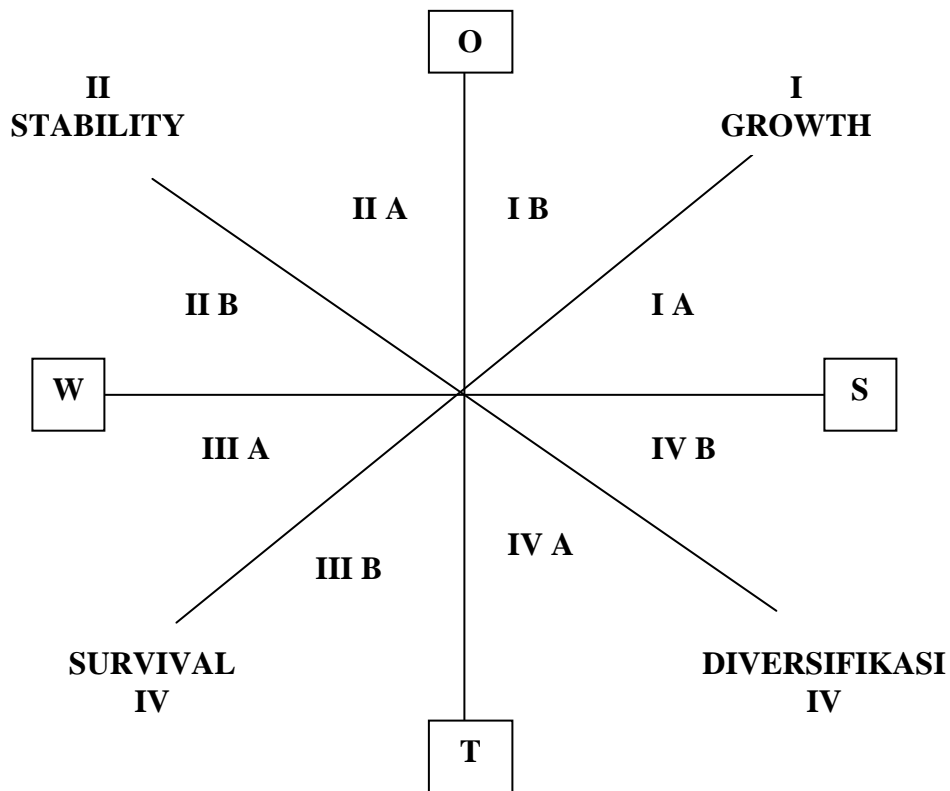 O
II
STABILITY
I
GROWTH
II A
I B
II B
I A
W
S
III A
IV B
III B
IV A
SURVIVAL
IV
DIVERSIFIKASI
IV
T